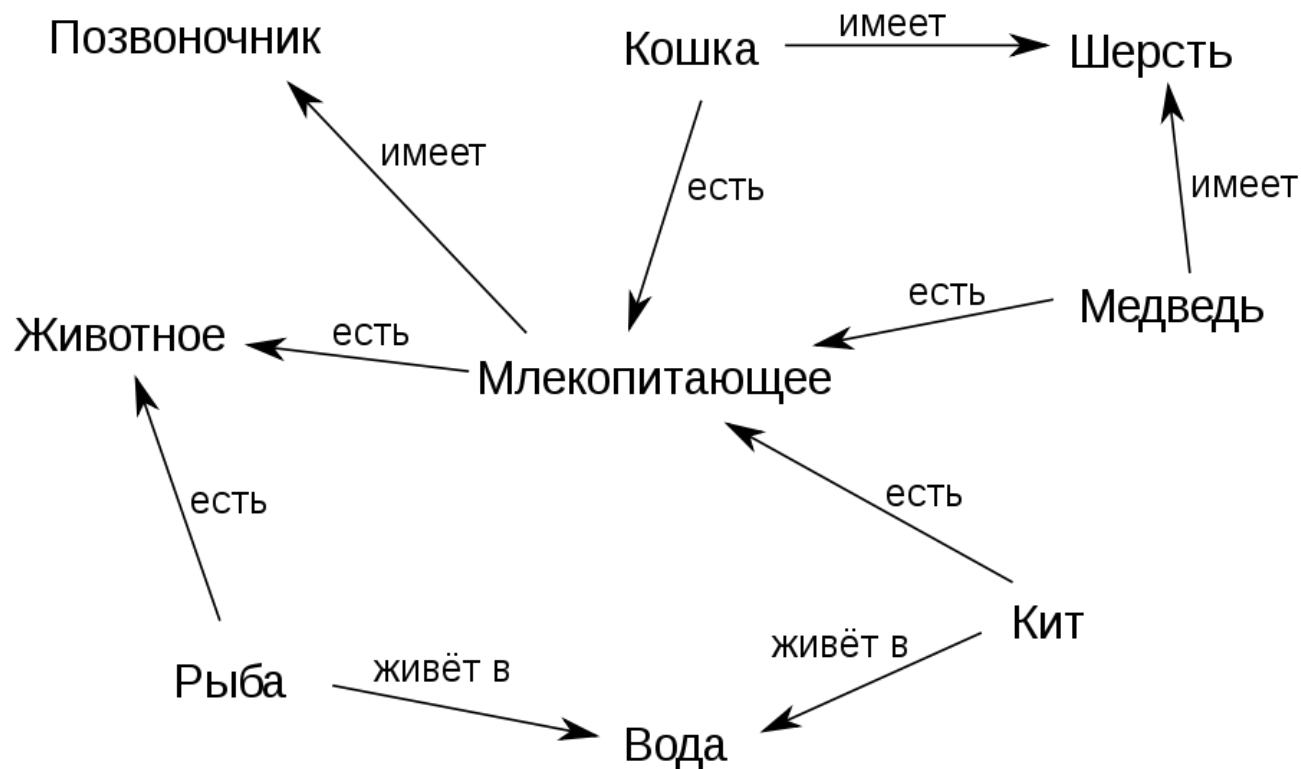 Позвоночник
Кошка
имеет
Шерсть
имеет
есть
имеет
Животное
есть
Млекопитающее
есть
Медведь
есть
есть
Рыба
живёт в
Вода
живёт в
Кит